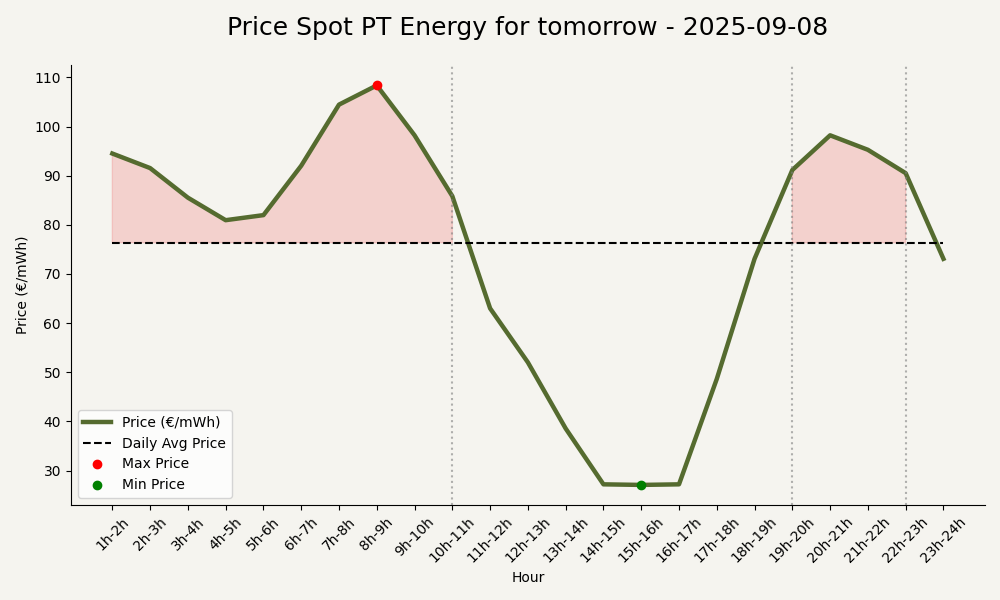 Price Spot PT Energy for tomorrow - 2025-09-08
Price (€/mWh)
110
100
90
80
70
60
50
40
30
Price (€/mWh)
Daily Avg Price
Max Price
Min Price
1h-2h
2h-3h
3h-4h
4h-5h
5h-6h
6h-7h
7h-8h
8h-9h
9h-10h
10h-11h
11h-12h
12h-13h
13h-14h
14h-15h
15h-16h
16h-17h
17h-18h
18h-19h
19h-20h
20h-21h
21h-22h
22h-23h
23h-24h
Hour